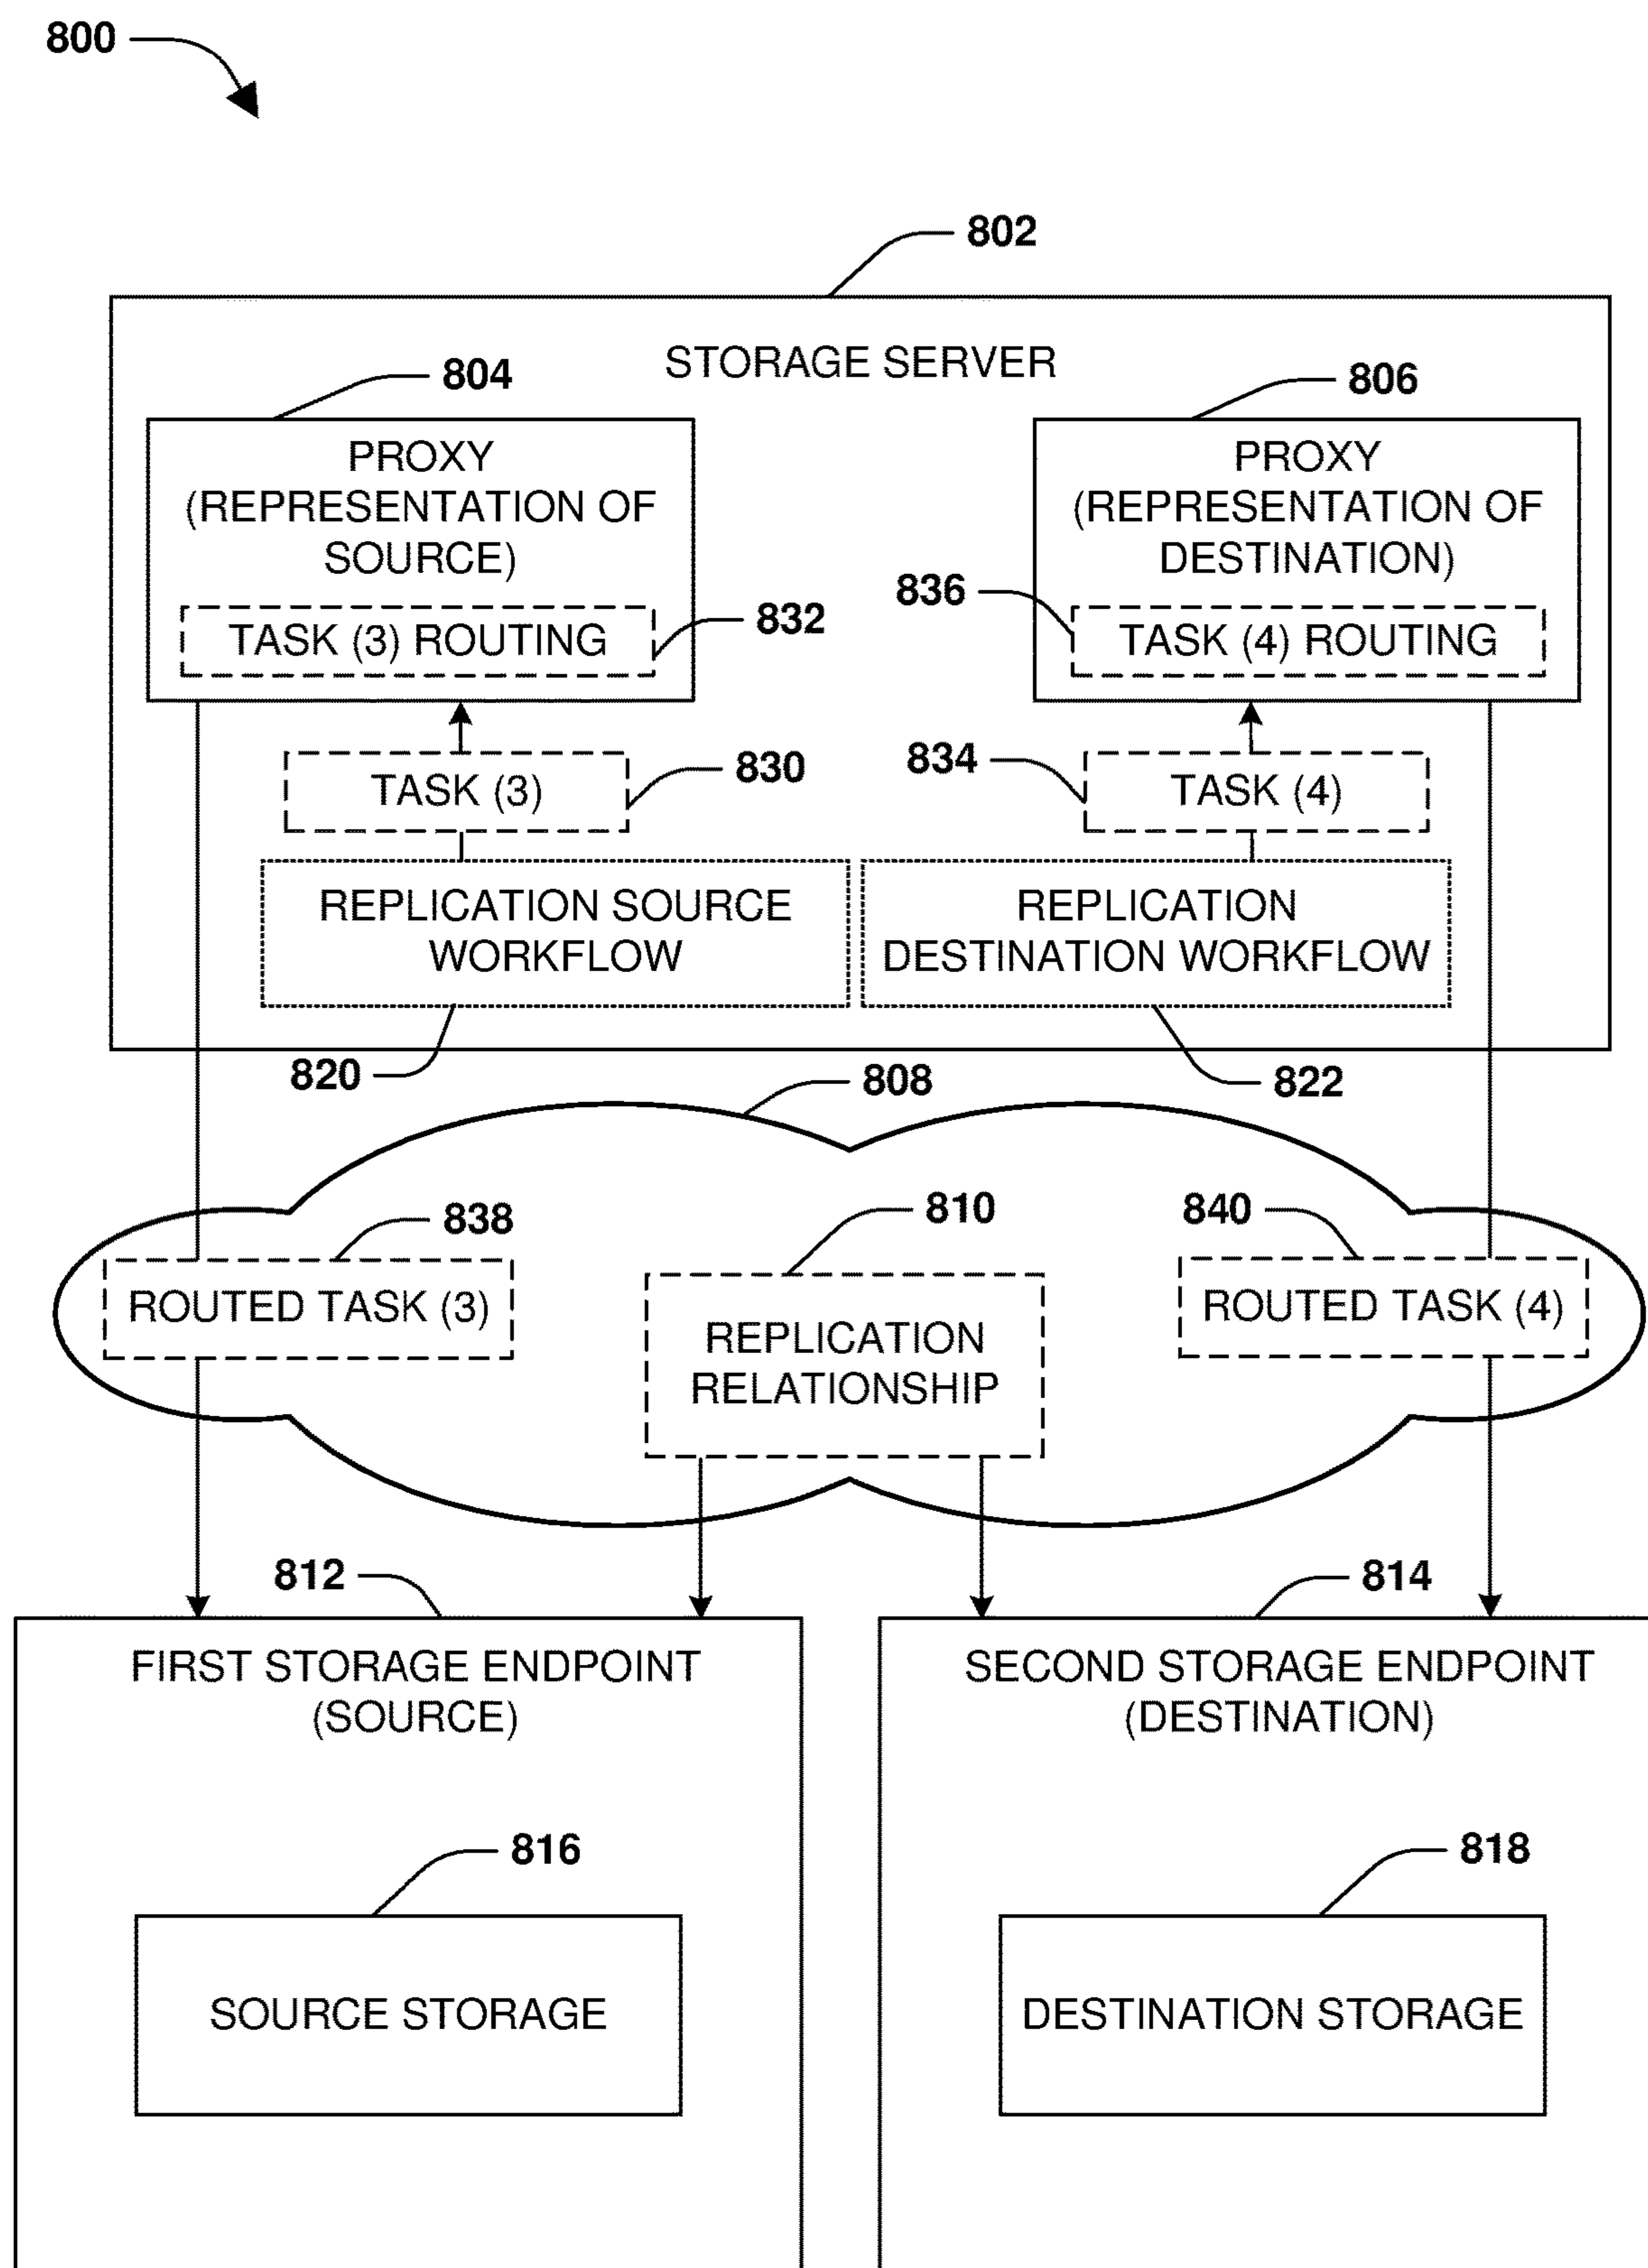 800
802
STORAGE SERVER
804
806
PROXY
(REPRESENTATION OF
SOURCE)
TASK (3) ROUTING
832
PROXY
(REPRESENTATION OF
DESTINATION)
836
TASK (4) ROUTING
TASK (3)
830
834
TASK (4)
REPLICATION SOURCE
WORKFLOW
REPLICATION
DESTINATION WORKFLOW
820
822
808
838
810
840
ROUTED TASK (3)
REPLICATION
RELATIONSHIP
ROUTED TASK (4)
812
814
FIRST STORAGE ENDPOINT
(SOURCE)
SECOND STORAGE ENDPOINT
(DESTINATION)
816
818
SOURCE STORAGE
DESTINATION STORAGE